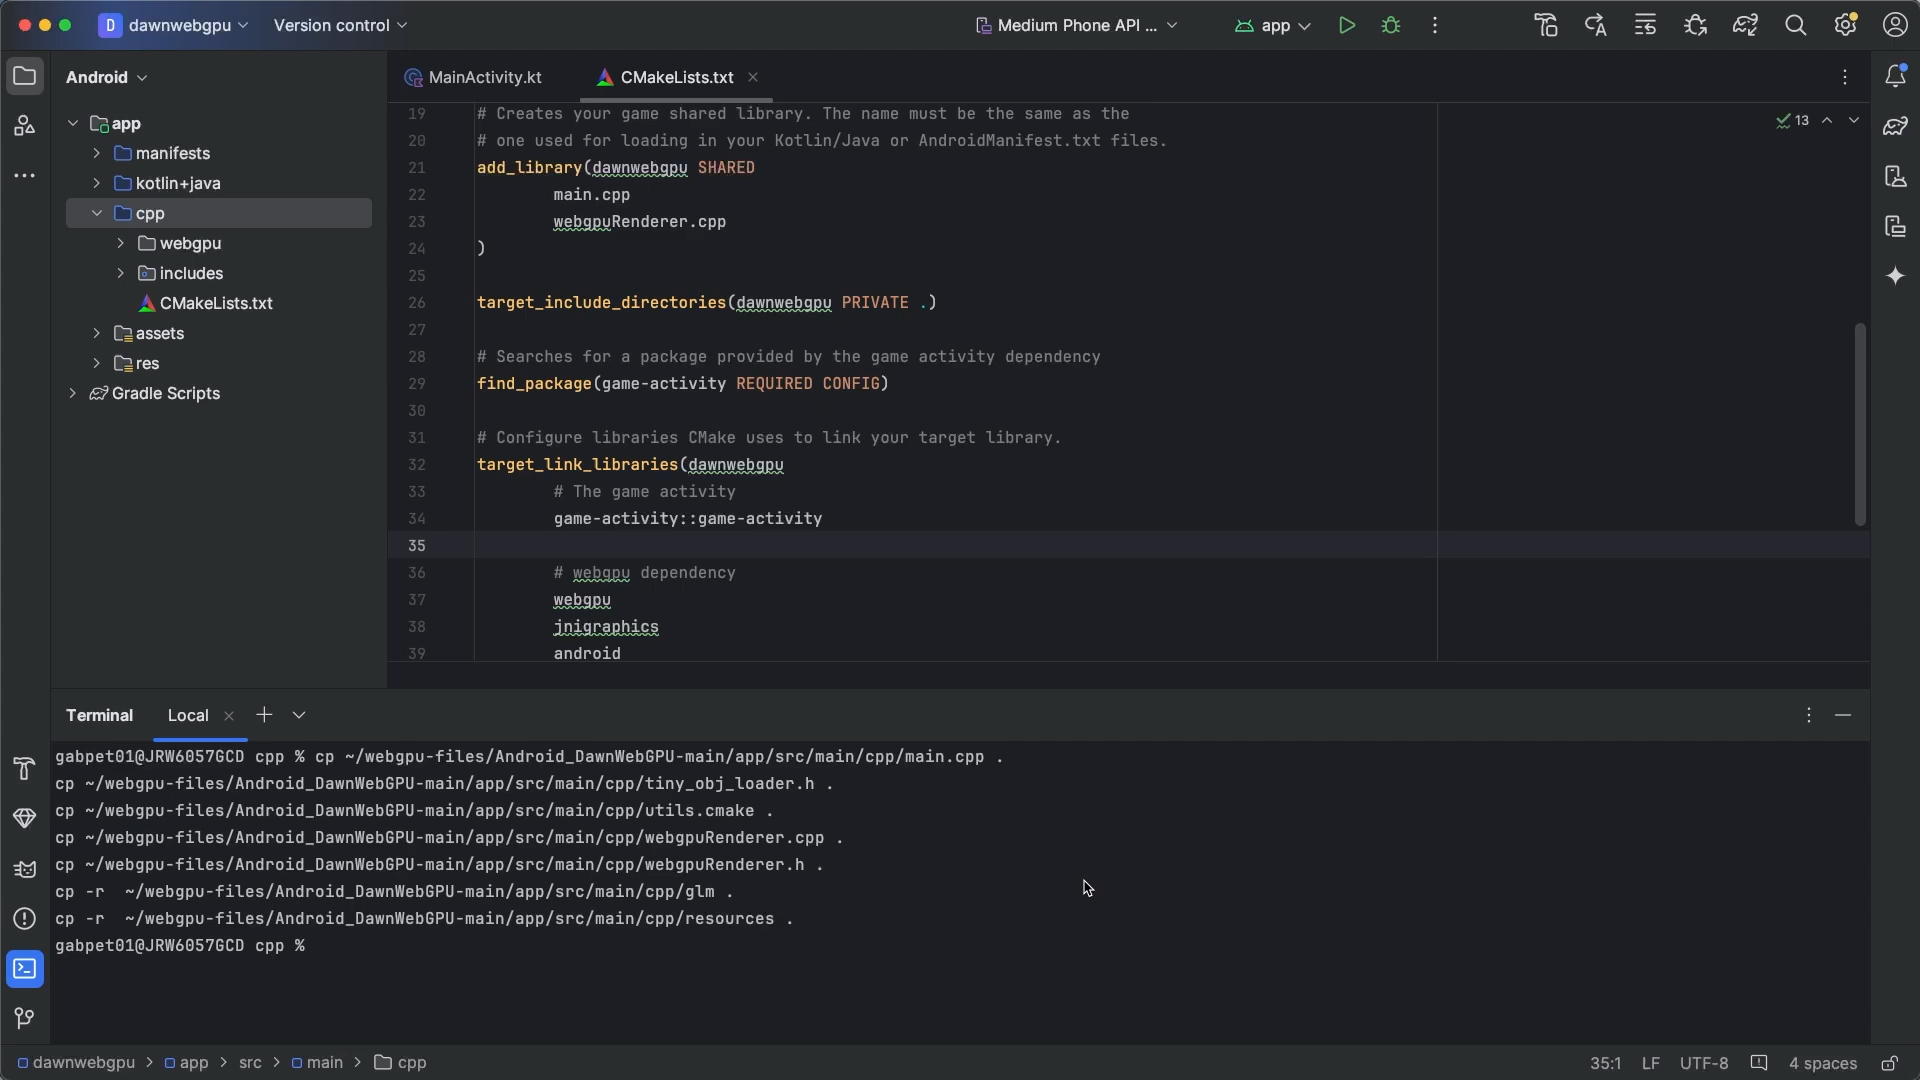 D dawnwebgpu Version control Medium Phone API ... app
Android
app
manifests
kotlin+java
cpp
webgpu
includes
CMakeLists.txt
assets
res
Gradle Scripts
MainActivity.kt CMakeLists.txt
13
19 # Creates your game shared library. The name must be the same as the
20 # one used for loading in your Kotlin/Java or AndroidManifest.txt files.
21 add_library(dawnwebgpu SHARED
22 main.cpp
23 webgpuRenderer.cpp
24 )
25
26 target_include_directories(dawnwebgpu PRIVATE .)
27
28 # Searches for a package provided by the game activity dependency
29 find_package(game-activity REQUIRED CONFIG)
30
31 # Configure libraries CMake uses to link your target library.
32 target_link_libraries(dawnwebgpu
33 # The game activity
34 game-activity::game-activity
35
36 # webgpu dependency
37 webgpu
38 jnigraphics
39 android
Terminal Local
gabpet01@JRW6057GCD cpp % cp ~/webgpu-files/Android_DawnWebGPU-main/app/src/main/cpp/main.cpp .
cp ~/webgpu-files/Android_DawnWebGPU-main/app/src/main/cpp/tiny_obj_loader.h .
cp ~/webgpu-files/Android_DawnWebGPU-main/app/src/main/cpp/utils.cmake .
cp ~/webgpu-files/Android_DawnWebGPU-main/app/src/main/cpp/webgpuRenderer.cpp .
cp ~/webgpu-files/Android_DawnWebGPU-main/app/src/main/cpp/webgpuRenderer.h .
cp -r  ~/webgpu-files/Android_DawnWebGPU-main/app/src/main/cpp/glm .
cp -r  ~/webgpu-files/Android_DawnWebGPU-main/app/src/main/cpp/resources .
gabpet01@JRW6057GCD cpp %
dawnwebgpu > app > src > main > cpp 35:1 LF UTF-8 4 spaces